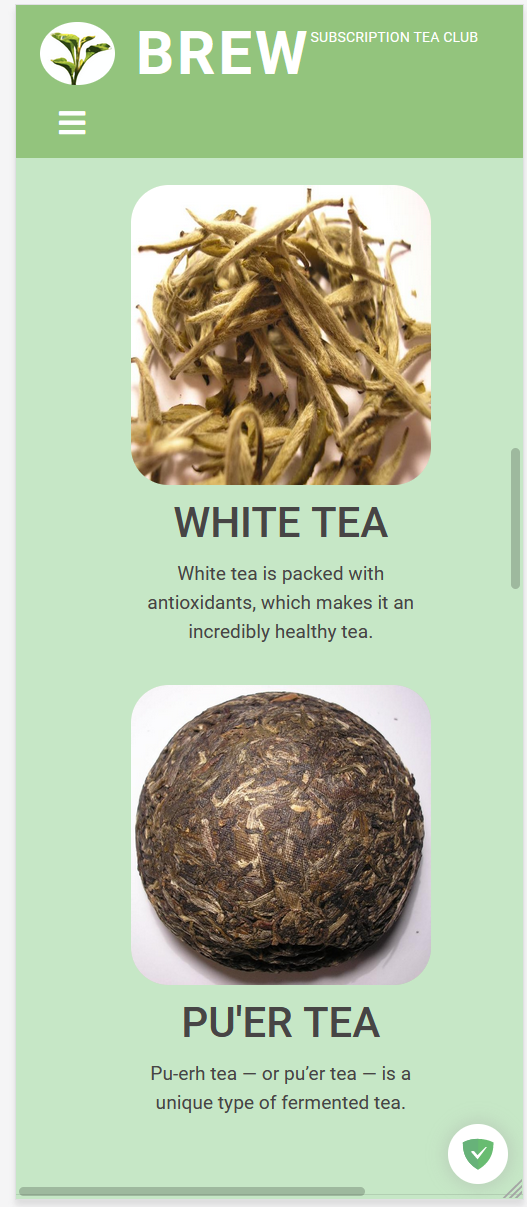 BREW SUBSCRIPTION TEA CLUB
WHITE TEA
White tea is packed with
antioxidants, which makes it an
incredibly healthy tea.
PU'ER TEA
Pu-erh tea — or pu’er tea — is a
unique type of fermented tea.